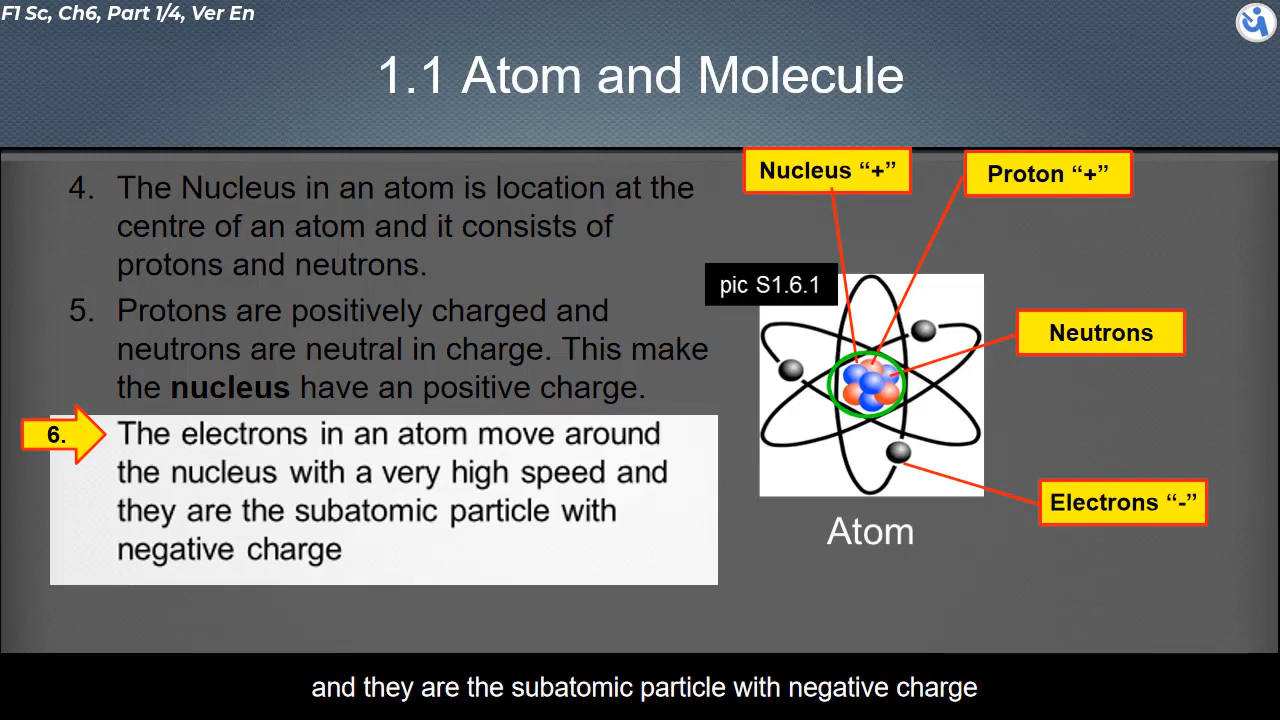 F1 Sc, Ch6, Part 1/4, Ver En
1.1 Atom and Molecule
4. The Nucleus in an atom is location at the
centre of an atom and it consists of
protons and neutrons.
5. Protons are positively charged and
neutrons are neutral in charge. This make
the nucleus have an positive charge.
6. The electrons in an atom move around
the nucleus with a very high speed and
they are the subatomic particle with
negative charge
Nucleus “+”
Proton “+”
pic S1.6.1
Neutrons
Electrons “-”
Atom
and they are the subatomic particle with negative charge